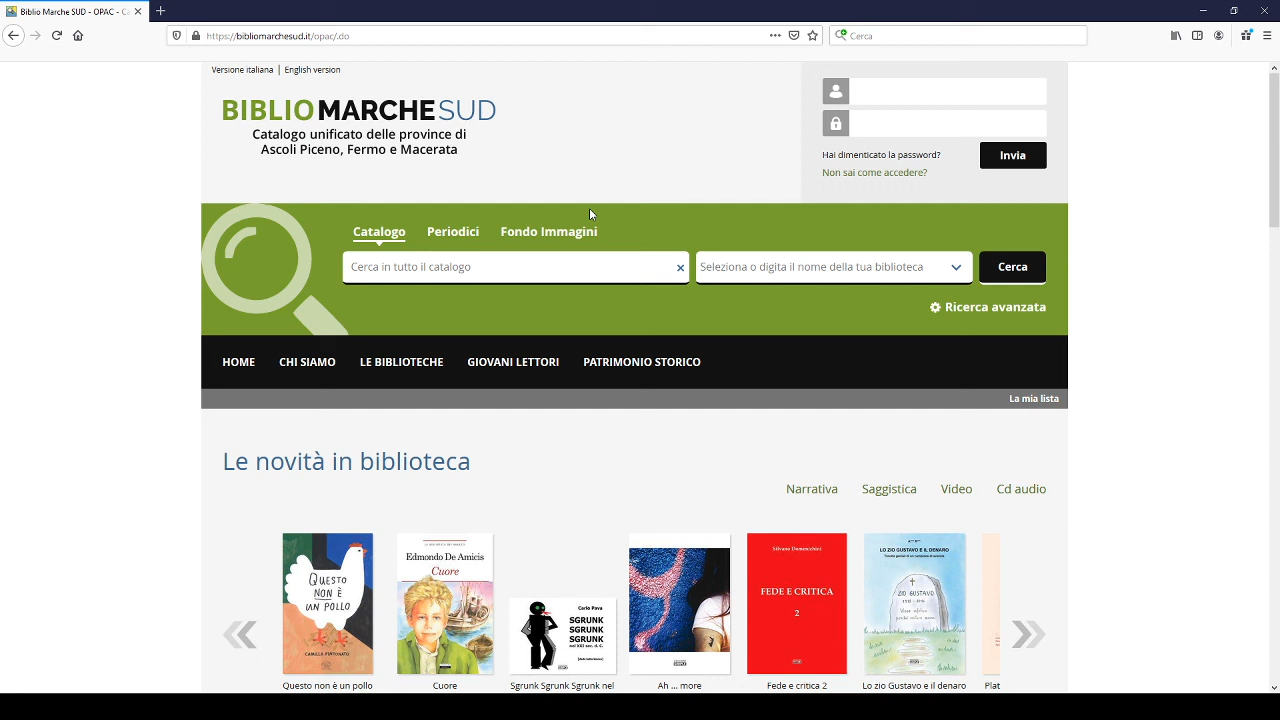 Biblio Marche SUD - OPAC - Ca
https://bibliomarchesud.it/opac/.do
Cerca
Versione italiana | English version
BIBLIOMARCHESUD
Catalogo unificato delle province di
Ascoli Piceno, Fermo e Macerata
Hai dimenticato la password?
Invia
Non sai come accedere?
Catalogo Periodici Fondo Immagini
Cerca in tutto il catalogo
Seleziona o digita il nome della tua biblioteca
Cerca
Ricerca avanzata
HOME CHI SIAMO LE BIBLIOTECHE GIOVANI LETTORI PATRIMONIO STORICO
La mia lista
Le novità in biblioteca
Narrativa Saggistica Video Cd audio
QUESTO
NON È
UN POLLO
Edmondo De Amicis
Cuore
Carlo Pava
SGRUNK
SGRUNK
SGRUNK
nel XXI sec. d. C.
Silvano Domenichini
FEDE E CRITICA
2
LO ZIO GUSTAVO E IL DENARO
ZIO GUSTAVO
Questo non è un pollo
Cuore
Sgrunk Sgrunk Sgrunk nel
Ah ... more
Fede e critica 2
Lo zio Gustavo e il denaro
Plat